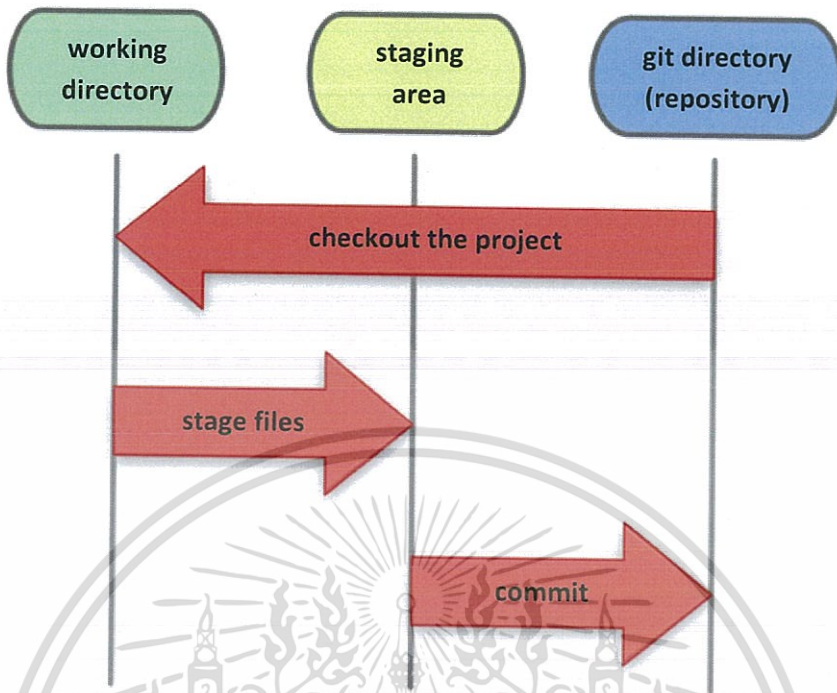 working
directory
staging
area
git directory
(repository)
checkout the project
stage files
commit